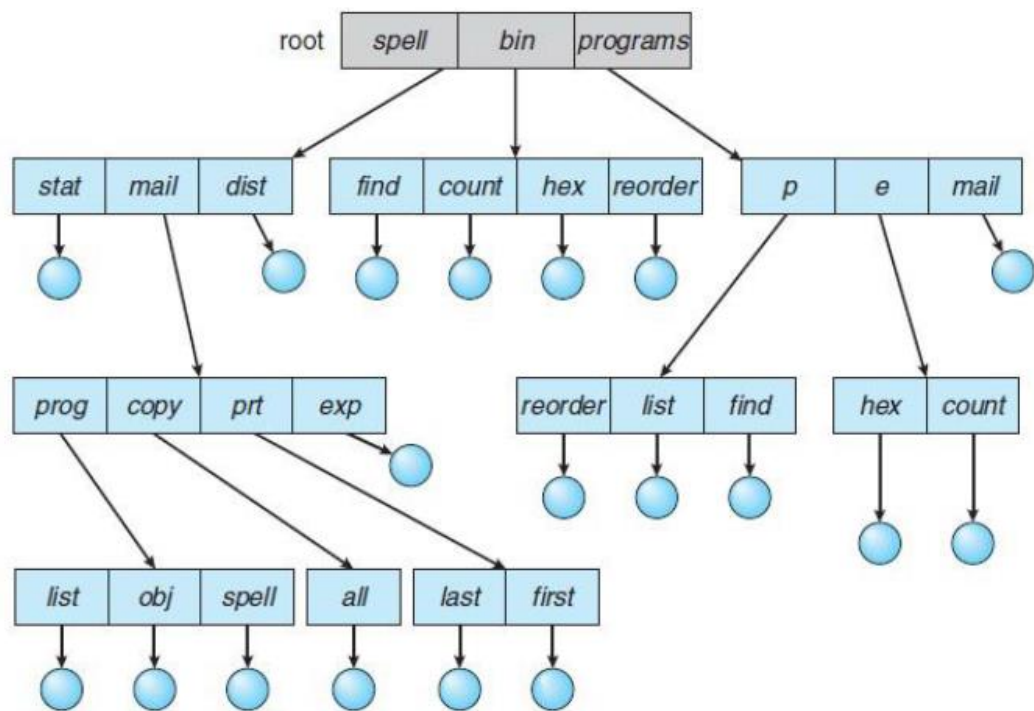 root spell bin programs
stat mail dist find count hex reorder p e mail
prog copy prt exp reorder list find hex count
list obj spell all last first